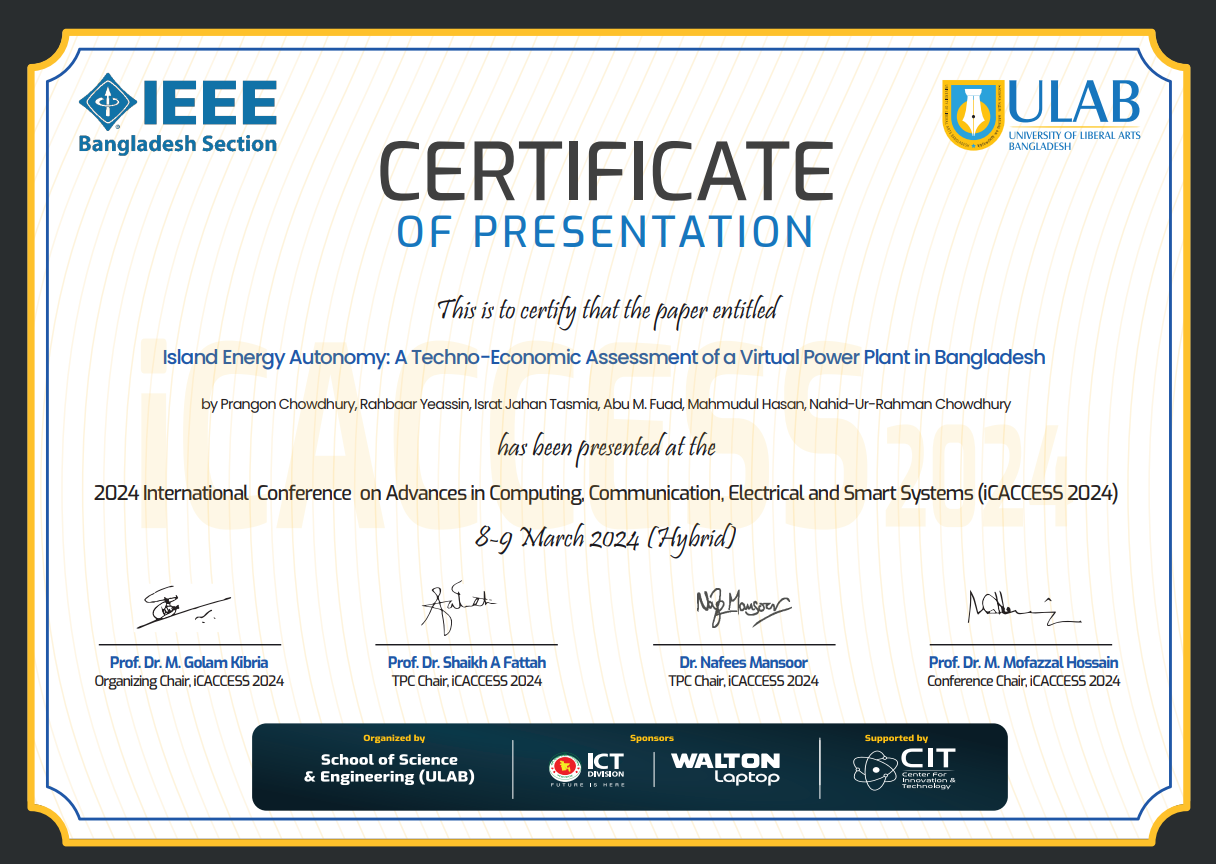 IEEE
Bangladesh Section
ULAB
UNIVERSITY OF LIBERAL ARTS
BANGLADESH
CERTIFICATE
OF PRESENTATION
This is to certify that the paper entitled
Island Energy Autonomy: A Techno-Economic Assessment of a Virtual Power Plant in Bangladesh
by Prangon Chowdhury, Rahbaar Yeassin, Israt Jahan Tasmia, Abu M. Fuad, Mahmudul Hasan, Nahid-Ur-Rahman Chowdhury
iCACCESS 2024
has been presented at the
2024 International Conference on Advances in Computing, Communication, Electrical and Smart Systems (iCACCESS 2024)
8-9 March 2024 (Hybrid)
Prof. Dr. M. Golam Kibria
Organizing Chair, iCACCESS 2024
Prof. Dr. Shaikh A Fattah
TPC Chair, iCACCESS 2024
Dr. Nafees Mansoor
TPC Chair, iCACCESS 2024
Prof. Dr. M. Mofazzal Hossain
Conference Chair, iCACCESS 2024
Organized by
School of Science
& Engineering (ULAB)
Sponsors
ICT
DIVISION
FUTURE IS HERE
WALTON
Laptop
Supported by
CIT
Center For
Innovation &
Technology